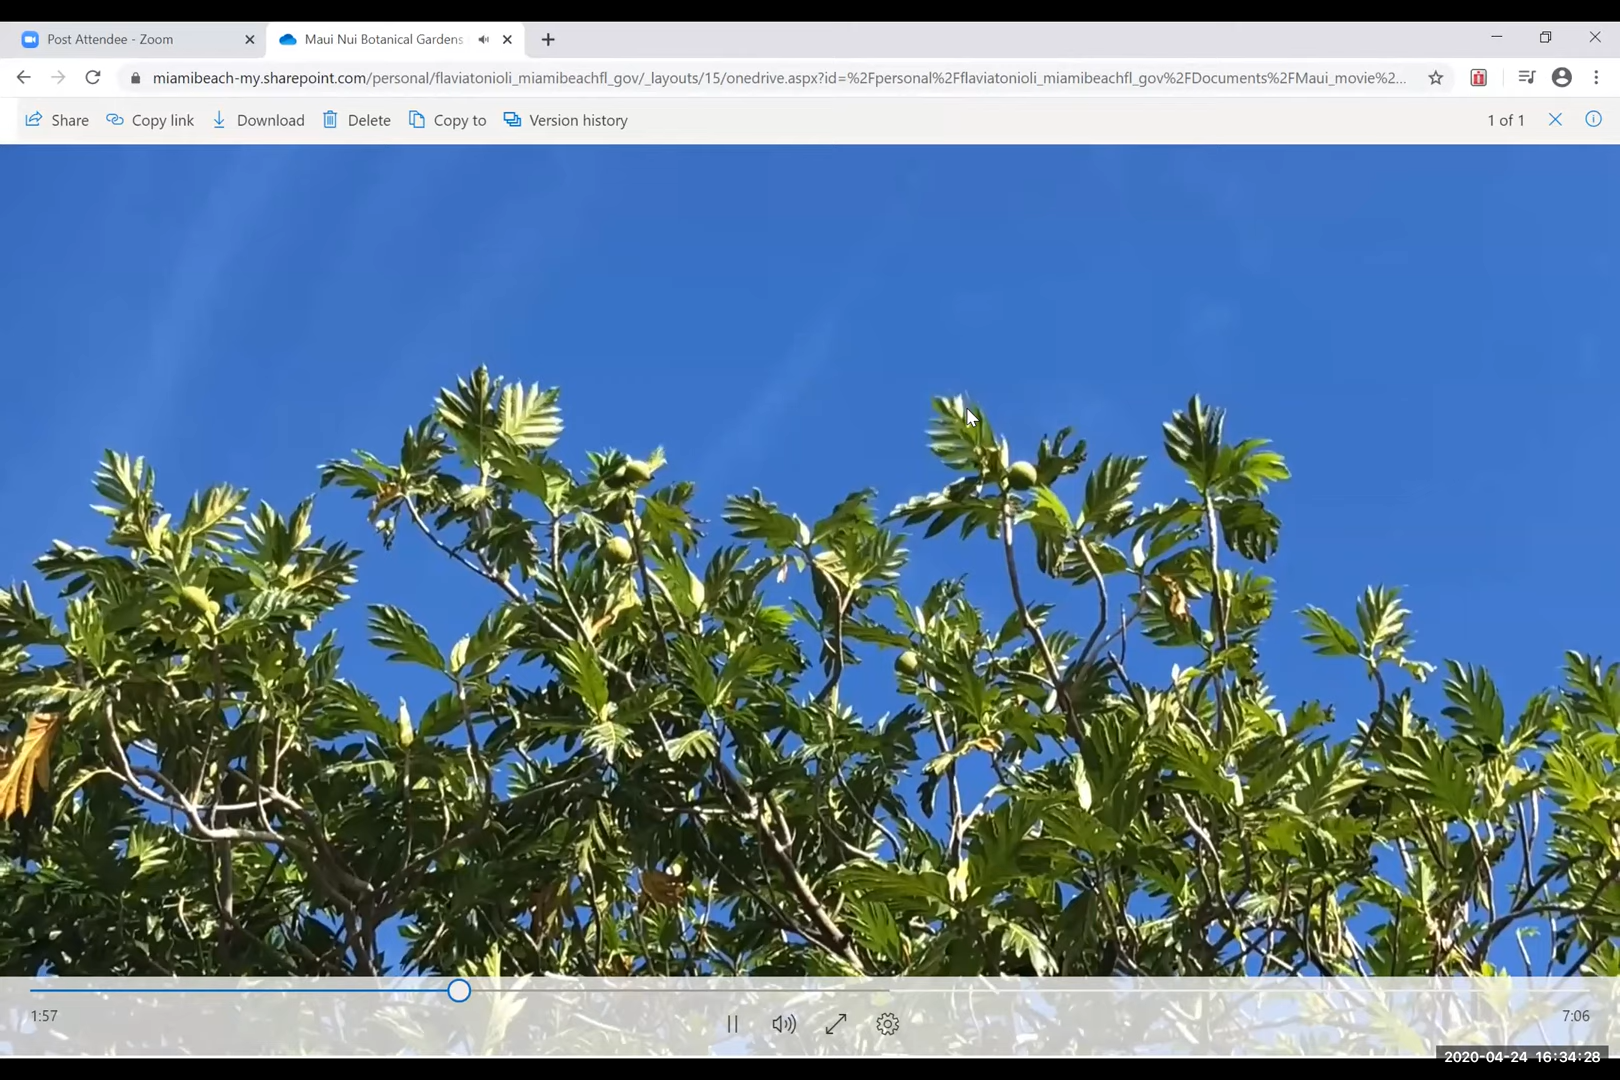 Post Attendee - Zoom
Maui Nui Botanical Gardens
miamibeach-my.sharepoint.com/personal/flaviatonioli_miamibeachfl_gov/_layouts/15/onedrive.aspx?id=%2Fpersonal%2Fflaviatonioli_miamibeachfl_gov%2FDocuments%2FMaui_movie%2...
Share Copy link Download Delete Copy to Version history 1 of 1
1:57 7:06
2020-04-24 16:34:28